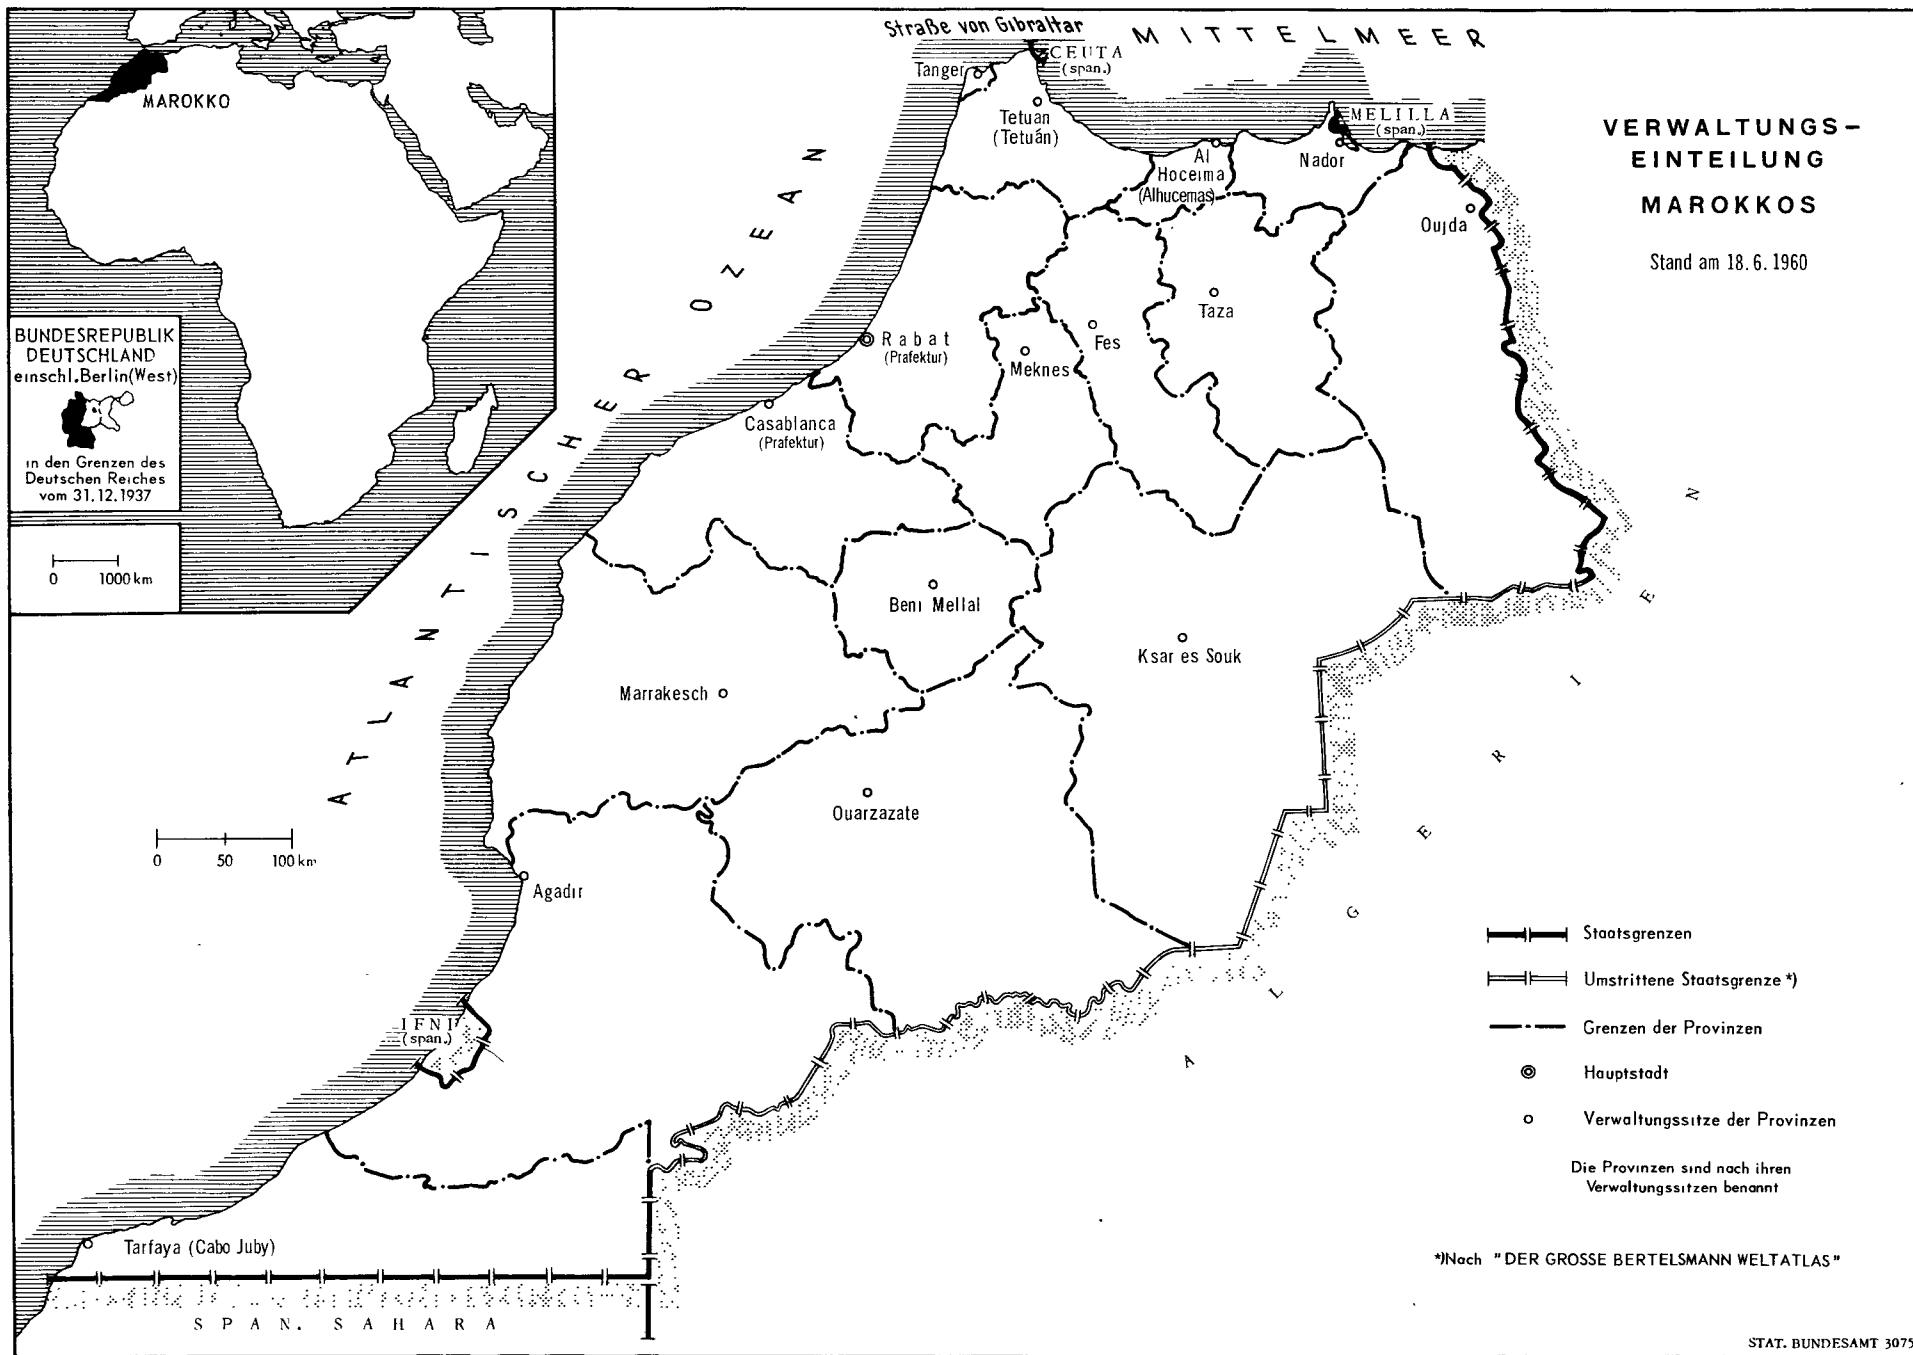 MAROKKO
BUNDESREPUBLIK
DEUTSCHLAND
einschl.Berlin(West)
in den Grenzen des
Deutschen Reiches
vom 31.12.1937
0 1000 km
Straße von Gibraltar
MITTELMEER
ATLANTISCHER OZEAN
VERWALTUNGS-
EINTEILUNG
MAROKKOS
Stand am 18.6.1960
Tanger
CEUTA
(span.)
Tetuan
(Tetuán)
MELILLA
(span.)
Al
Hoceima
(Alhucemas)
Nador
Oujda
Rabat
(Präfektur)
Taza
Fes
Meknes
Casablanca
(Präfektur)
Beni Mellal
Ksar es Souk
Marrakesch
Ouarzazate
0 50 100 km
Agadir
IFNI
(span.)
Tarfaya (Cabo Juby)
SPAN. SAHARA
ALGERIEN
Staatsgrenzen
Umstrittene Staatsgrenze *)
Grenzen der Provinzen
Hauptstadt
Verwaltungssitze der Provinzen
Die Provinzen sind nach ihren
Verwaltungssitzen benannt
*)Nach "DER GROSSE BERTELSMANN WELTATLAS"
STAT. BUNDESAMT 3075